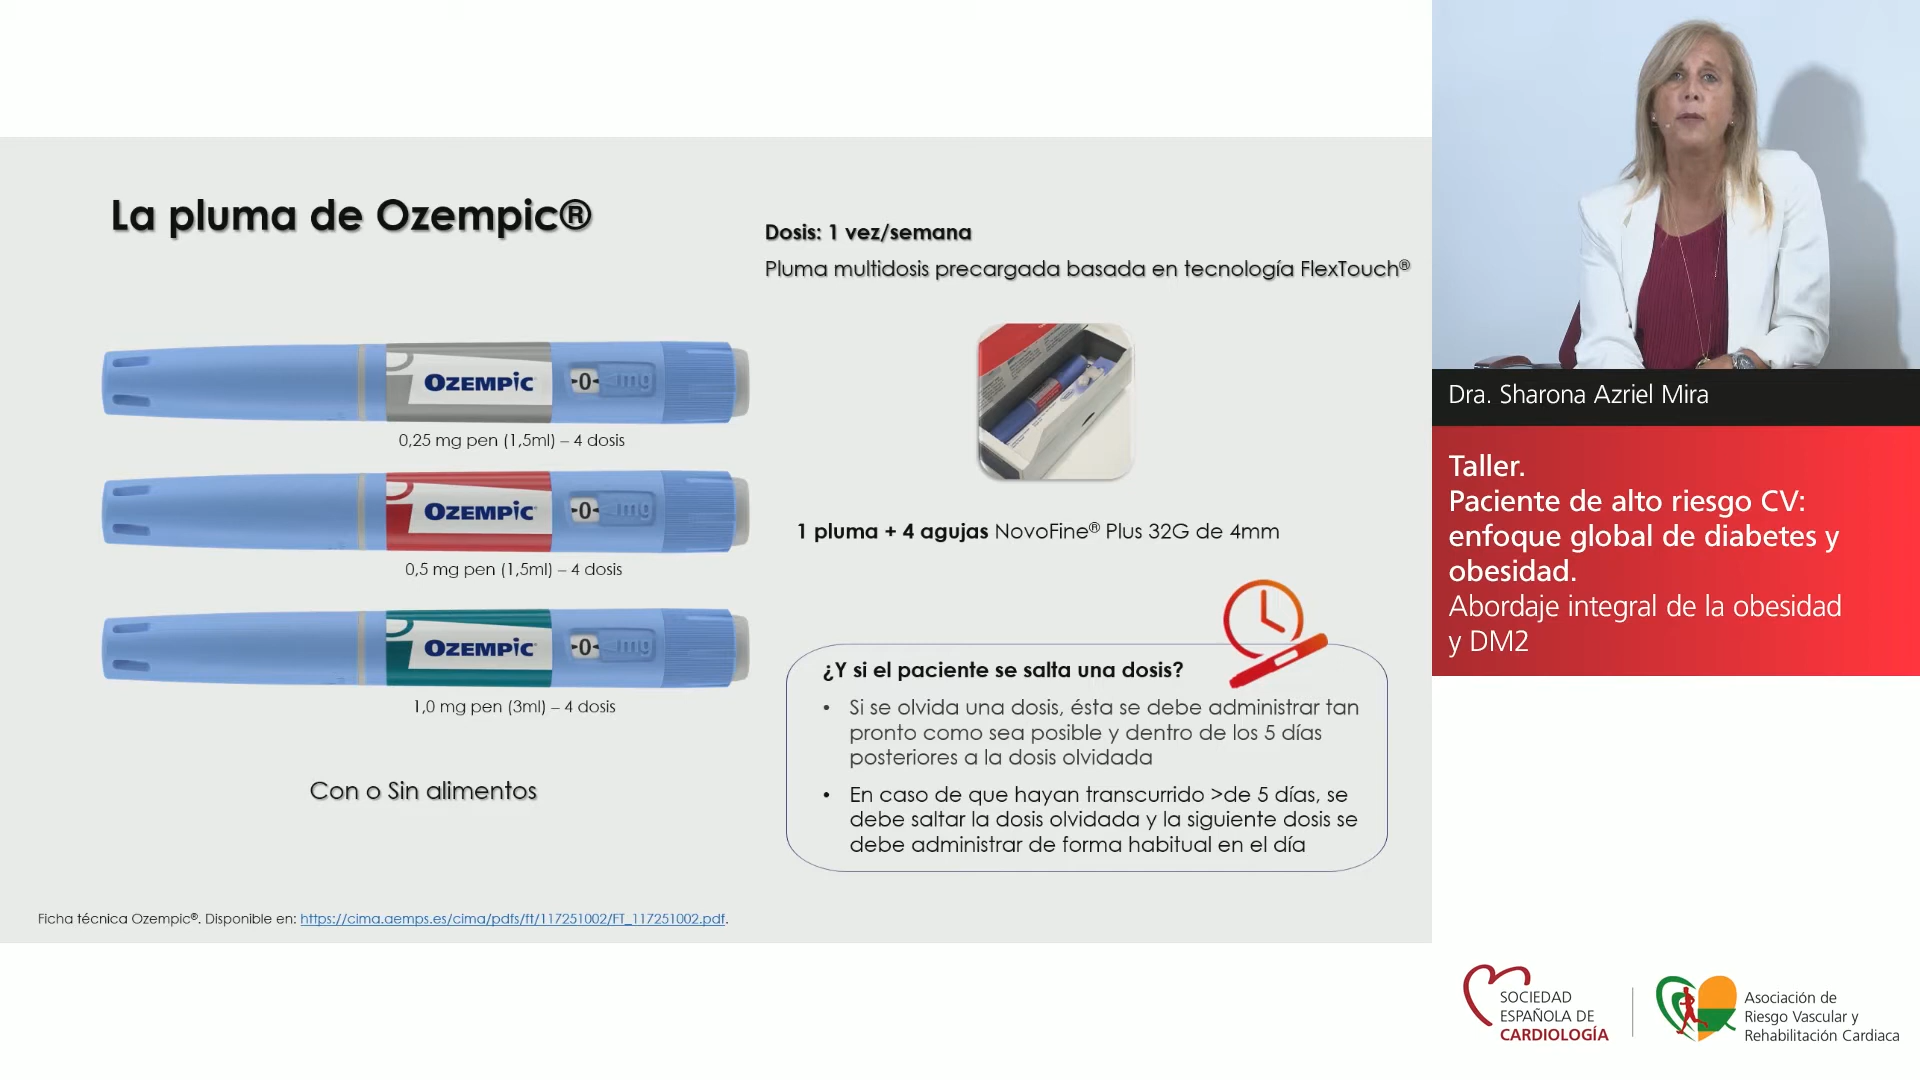 La pluma de Ozempic®
Dosis: 1 vez/semana
Pluma multidosis precargada basada en tecnología FlexTouch®
OZEMPIC® 0 mg
0,25 mg pen (1,5ml) – 4 dosis
OZEMPIC® 0 mg
0,5 mg pen (1,5ml) – 4 dosis
OZEMPIC® 0 mg
1,0 mg pen (3ml) – 4 dosis
Con o Sin alimentos
1 pluma + 4 agujas NovoFine® Plus 32G de 4mm
¿Y si el paciente se salta una dosis?
• Si se olvida una dosis, ésta se debe administrar tan
pronto como sea posible y dentro de los 5 días
posteriores a la dosis olvidada
• En caso de que hayan transcurrido >de 5 días, se
debe saltar la dosis olvidada y la siguiente dosis se
debe administrar de forma habitual en el día
Ficha técnica Ozempic®. Disponible en: https://cima.aemps.es/cima/pdfs/ft/117251002/FT_117251002.pdf.
Dra. Sharona Azriel Mira
Taller.
Paciente de alto riesgo CV:
enfoque global de diabetes y
obesidad.
Abordaje integral de la obesidad
y DM2
SOCIEDAD
ESPAÑOLA DE
CARDIOLOGÍA
Asociación de
Riesgo Vascular y
Rehabilitación Cardiaca